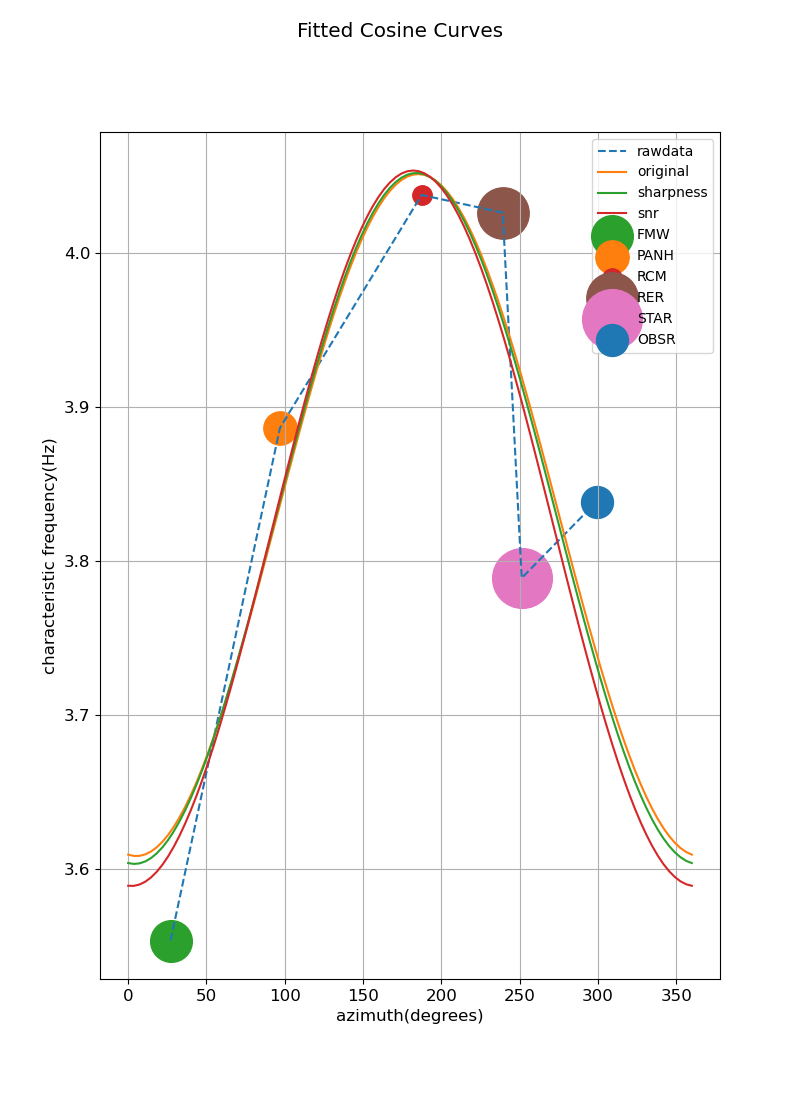 Fitted Cosine Curves
rawdata
original
sharpness
snr
FMW
PANH
RCM
RER
STAR
OBSR
characteristic frequency(Hz)
4.0
3.9
3.8
3.7
3.6
0 50 100 150 200 250 300 350
azimuth(degrees)